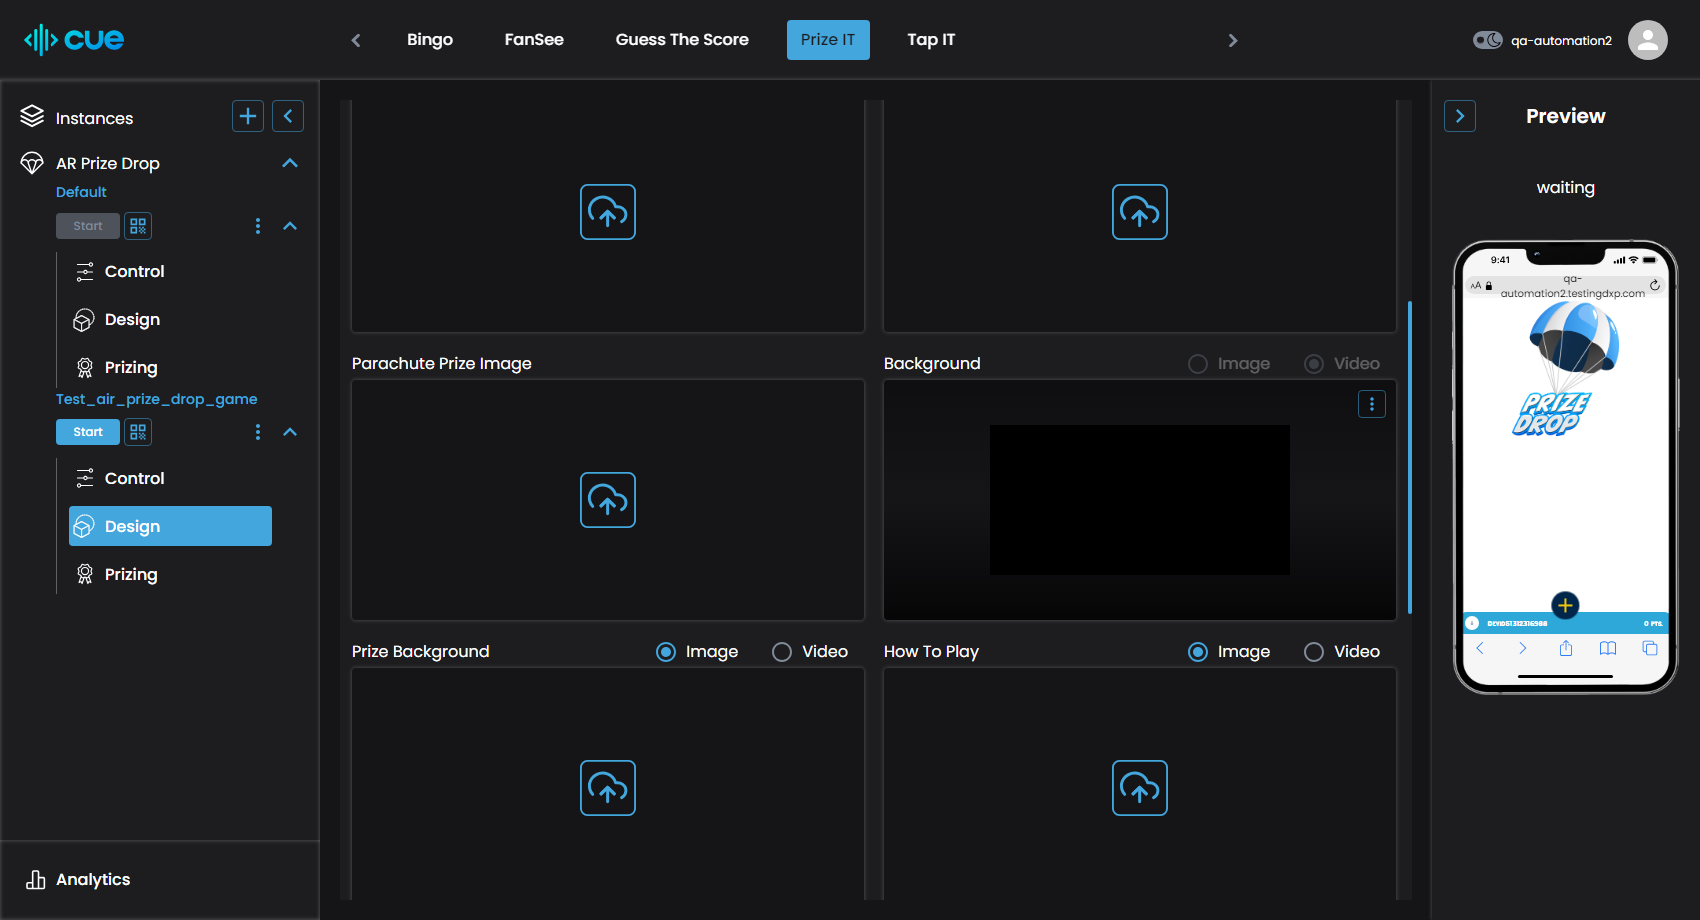 cue
Bingo
FanSee
Guess The Score
Prize IT
Tap IT
qa-automation2
Instances
AR Prize Drop
Default
Start
Control
Design
Prizing
Test_air_prize_drop_game
Start
Control
Design
Prizing
Analytics
Parachute Prize Image
Background
Image
Video
Prize Background
Image
Video
How To Play
Image
Video
Preview
waiting
9:41
AA
qa-
automation2.testingdxp.com
PRIZE
DROP
0 PTS.